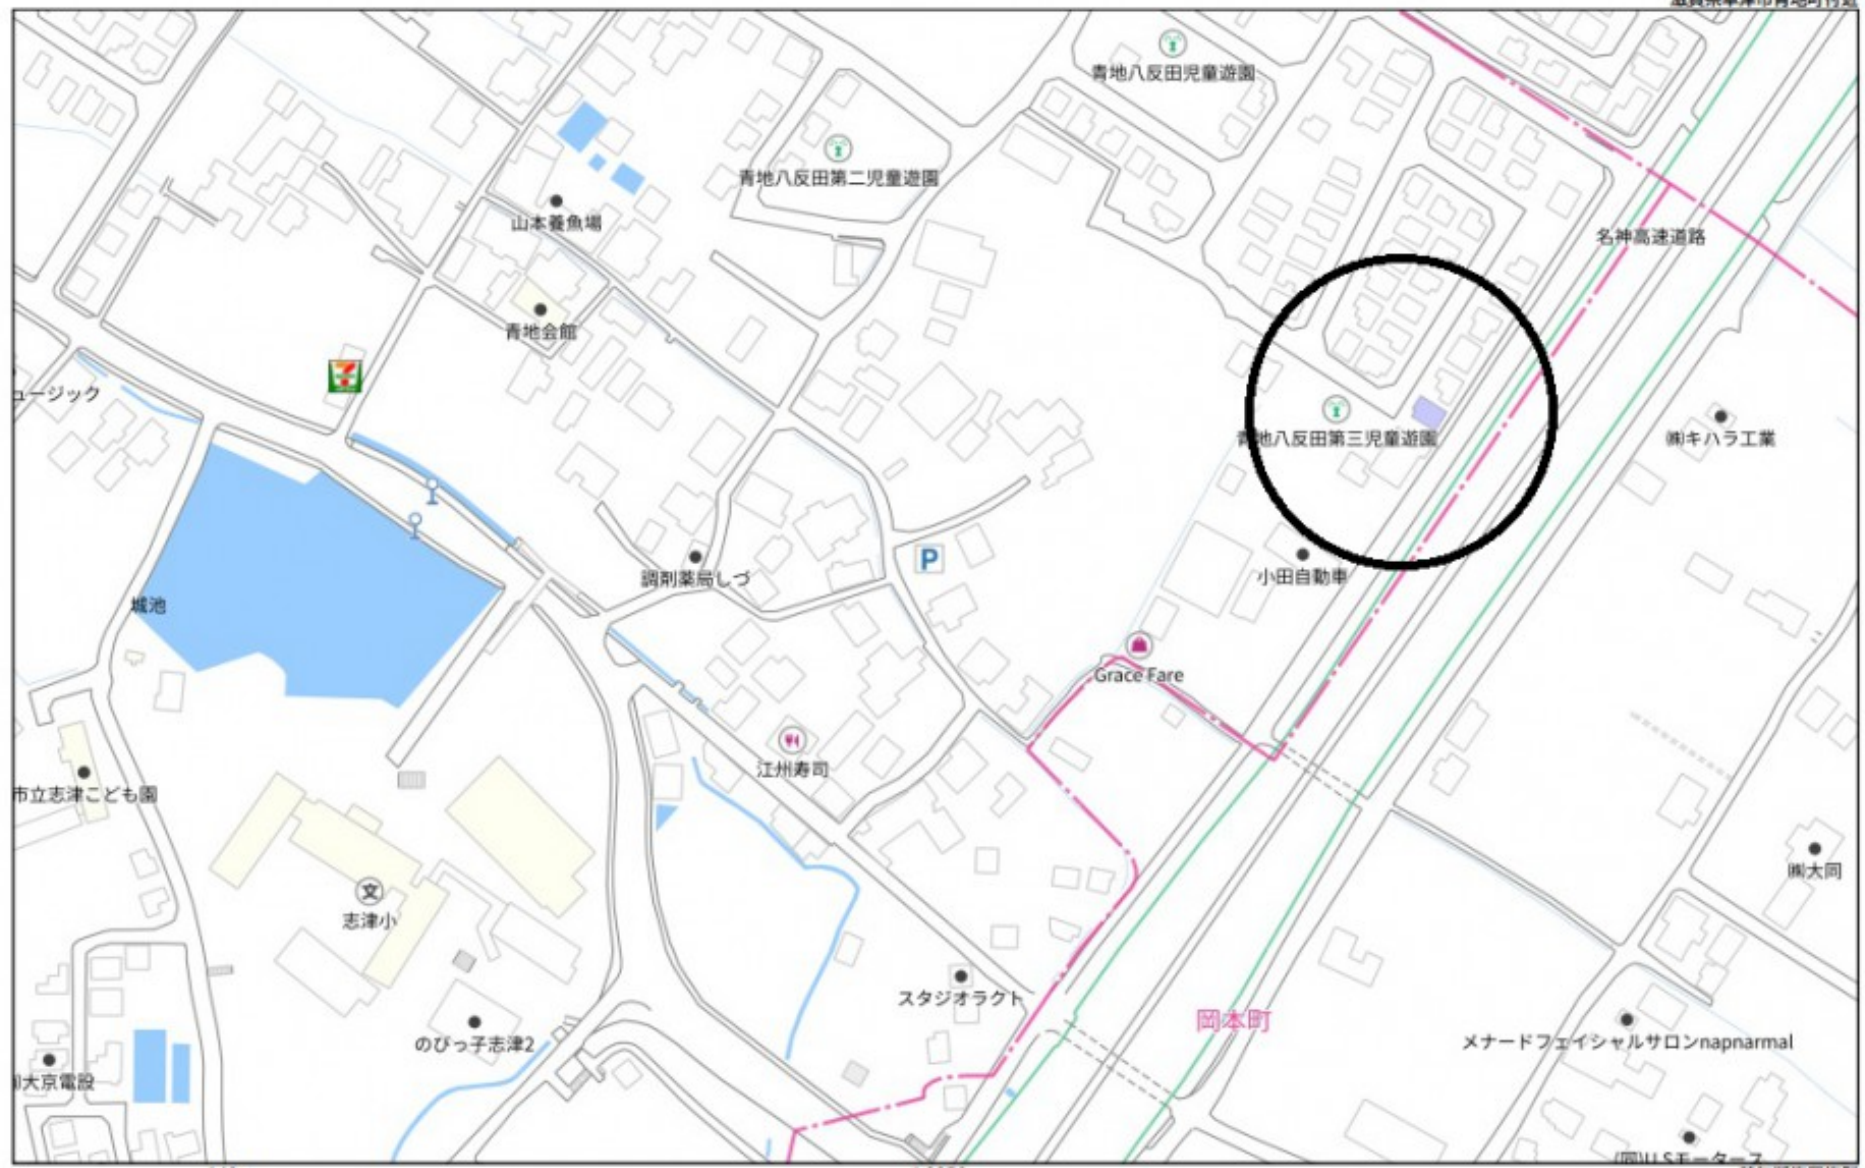 青地八反田児童遊園
青地八反田第二児童遊園
山本養魚場
名神高速道路
青地会館
ュージック
青地八反田第三児童遊園
㈱キハラ工業
P
調剤薬局しづ
小田自動車
城池
Grace Fare
江州寿司
市立志津こども園
㈱大同
文
志津小
スタジオラクト
岡本町
のびっ子志津2
メナードフェイシャルサロンnapnarmal
大京電設